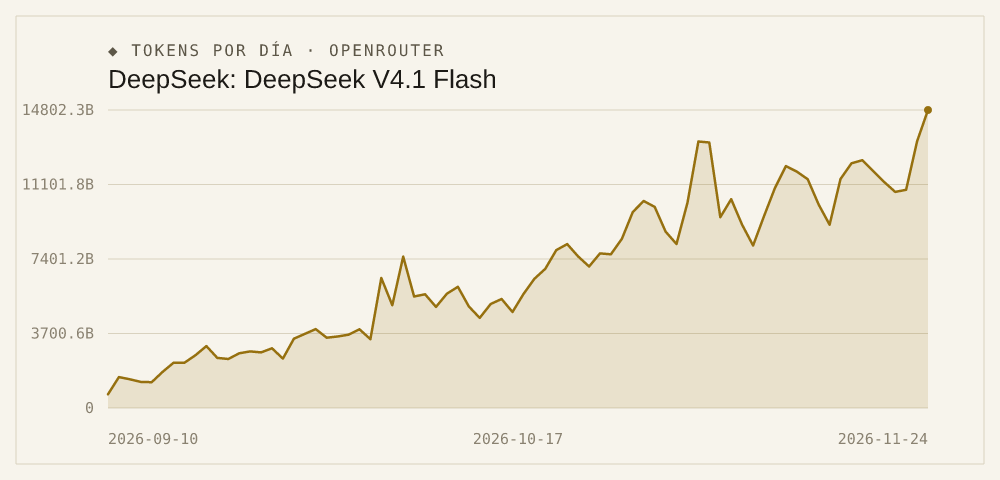 ◆ TOKENS POR DÍA · OPENROUTER
DeepSeek: DeepSeek V4.1 Flash
14802.3B
11101.8B
7401.2B
3700.6B
0
2026-09-10
2026-10-17
2026-11-24